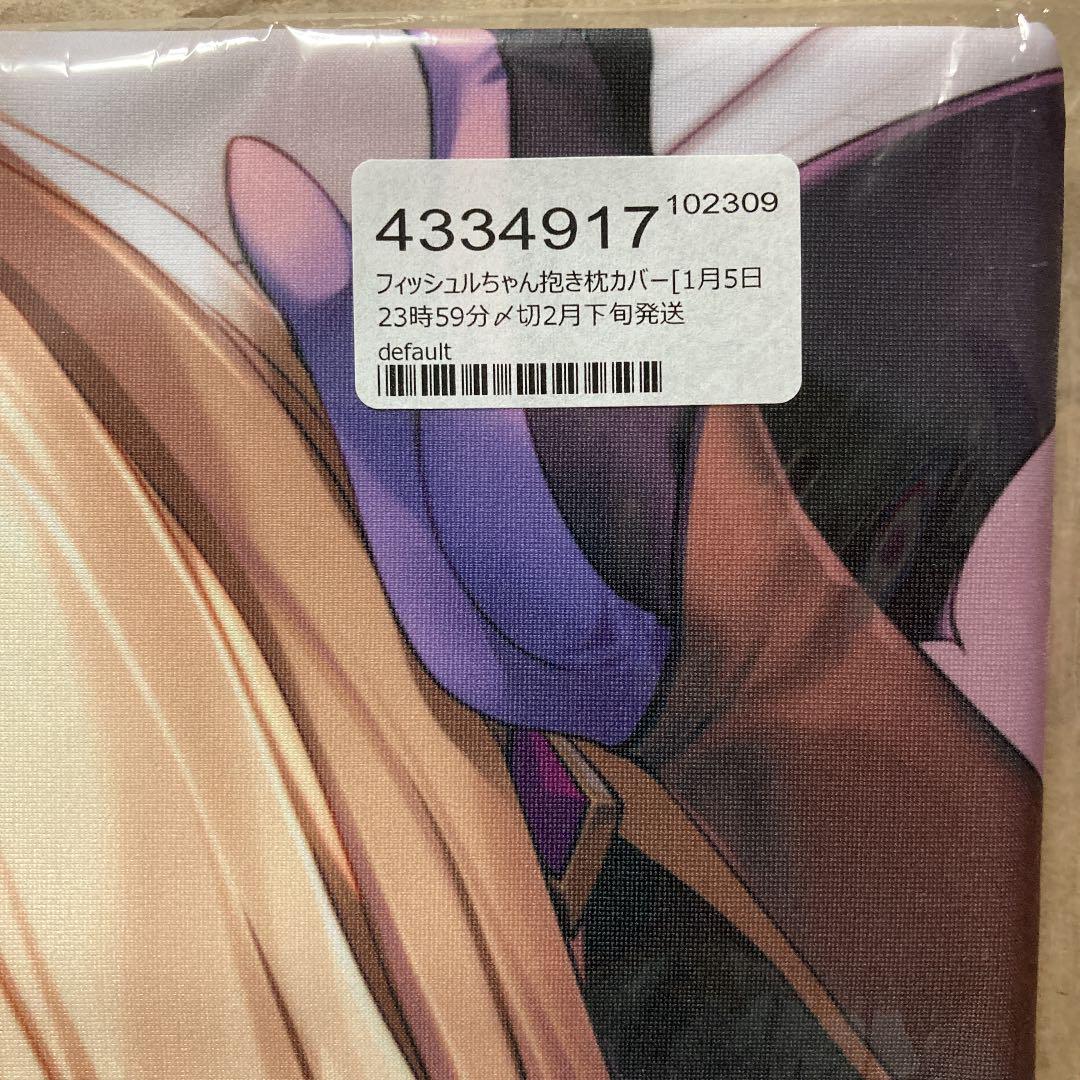 4334917 102309
フィッシュルちゃん抱き枕カバー[1月5日
23時59分〆切2月下旬発送
default